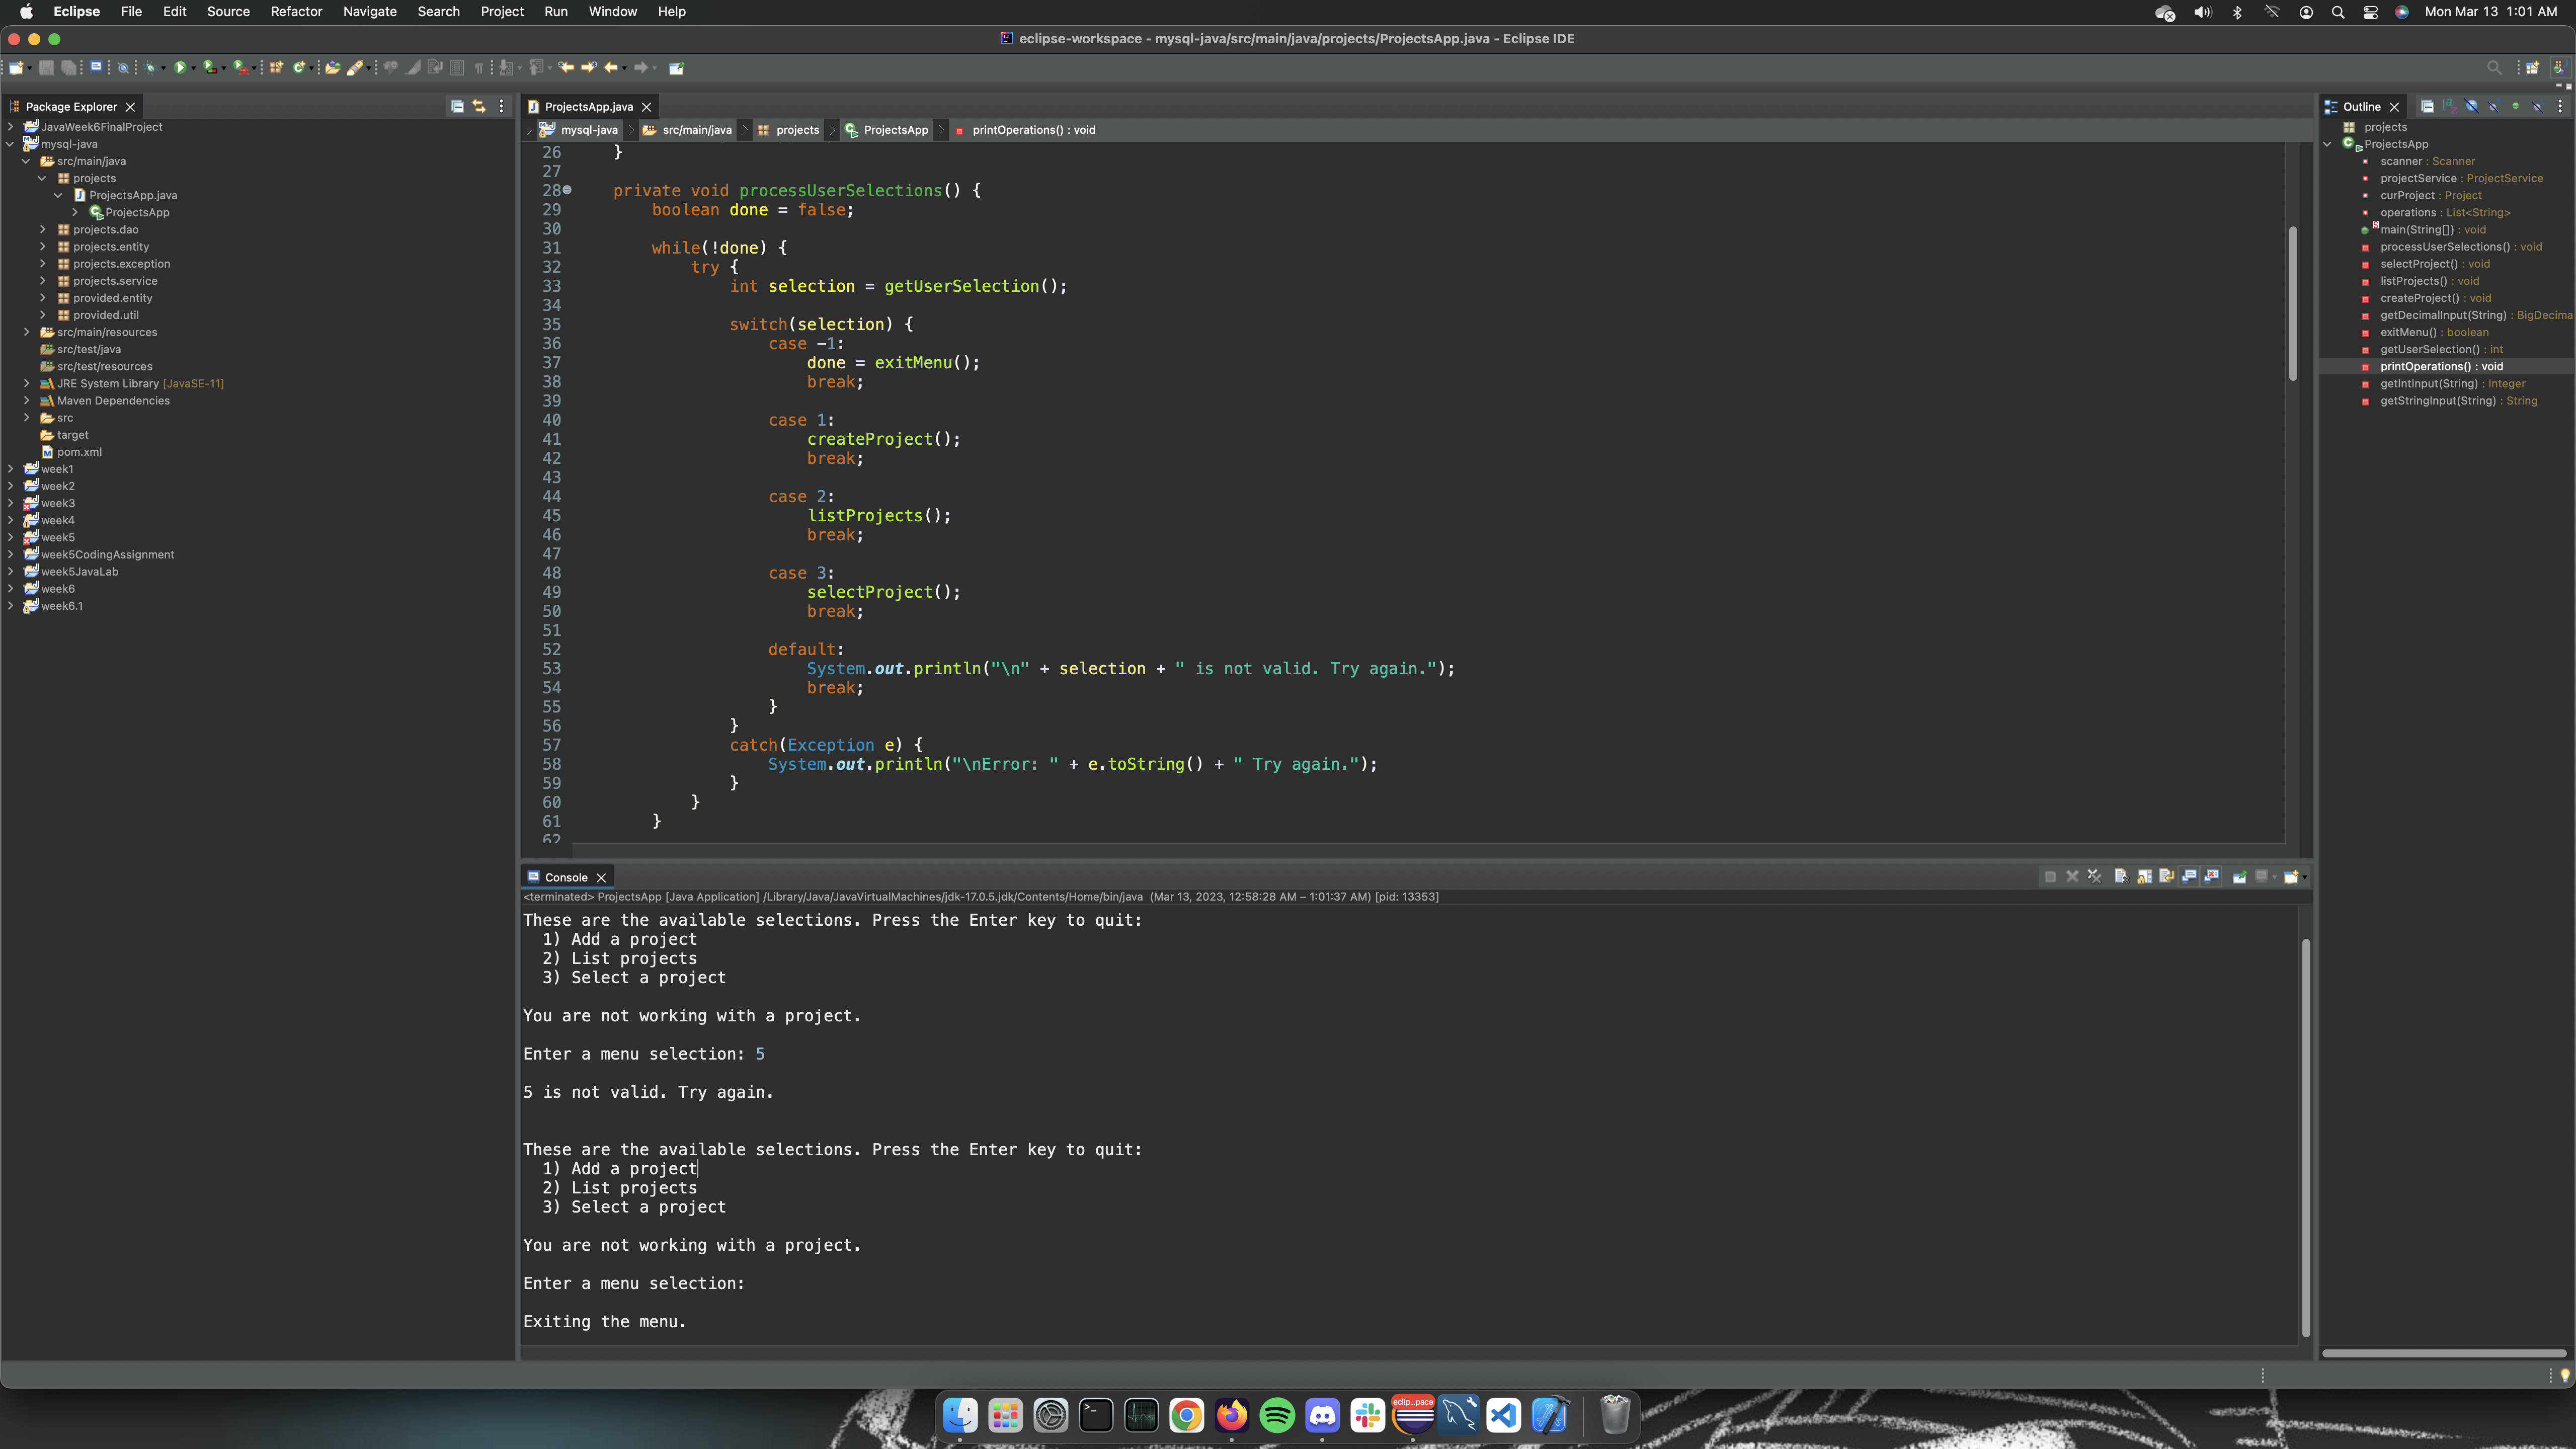 Eclipse File Edit Source Refactor Navigate Search Project Run Window Help Mon Mar 13 1:01 AM
eclipse-workspace - mysql-java/src/main/java/projects/ProjectsApp.java - Eclipse IDE
Package Explorer
JavaWeek6FinalProject
mysql-java
src/main/java
projects
ProjectsApp.java
ProjectsApp
projects.dao
projects.entity
projects.exception
projects.service
provided.entity
provided.util
src/main/resources
src/test/java
src/test/resources
JRE System Library [JavaSE-11]
Maven Dependencies
src
target
pom.xml
week1
week2
week3
week4
week5
week5CodingAssignment
week5JavaLab
week6
week6.1
ProjectsApp.java
mysql-java src/main/java projects ProjectsApp printOperations() : void
26 }
27
28 private void processUserSelections() {
29 boolean done = false;
30
31 while(!done) {
32 try {
33 int selection = getUserSelection();
34
35 switch(selection) {
36 case -1:
37 done = exitMenu();
38 break;
39
40 case 1:
41 createProject();
42 break;
43
44 case 2:
45 listProjects();
46 break;
47
48 case 3:
49 selectProject();
50 break;
51
52 default:
53 System.out.println("\n" + selection + " is not valid. Try again.");
54 break;
55 }
56 }
57 catch(Exception e) {
58 System.out.println("\nError: " + e.toString() + " Try again.");
59 }
60 }
61 }
62
Console
<terminated> ProjectsApp [Java Application] /Library/Java/JavaVirtualMachines/jdk-17.0.5.jdk/Contents/Home/bin/java (Mar 13, 2023, 12:58:28 AM – 1:01:37 AM) [pid: 13353]
These are the available selections. Press the Enter key to quit:
1) Add a project
2) List projects
3) Select a project
You are not working with a project.
Enter a menu selection: 5
5 is not valid. Try again.
These are the available selections. Press the Enter key to quit:
1) Add a project
2) List projects
3) Select a project
You are not working with a project.
Enter a menu selection:
Exiting the menu.
Outline
projects
ProjectsApp
scanner : Scanner
projectService : ProjectService
curProject : Project
operations : List<String>
main(String[]) : void
processUserSelections() : void
selectProject() : void
listProjects() : void
createProject() : void
getDecimalInput(String) : BigDecima
exitMenu() : boolean
getUserSelection() : int
printOperations() : void
getIntInput(String) : Integer
getStringInput(String) : String
eclip...pace